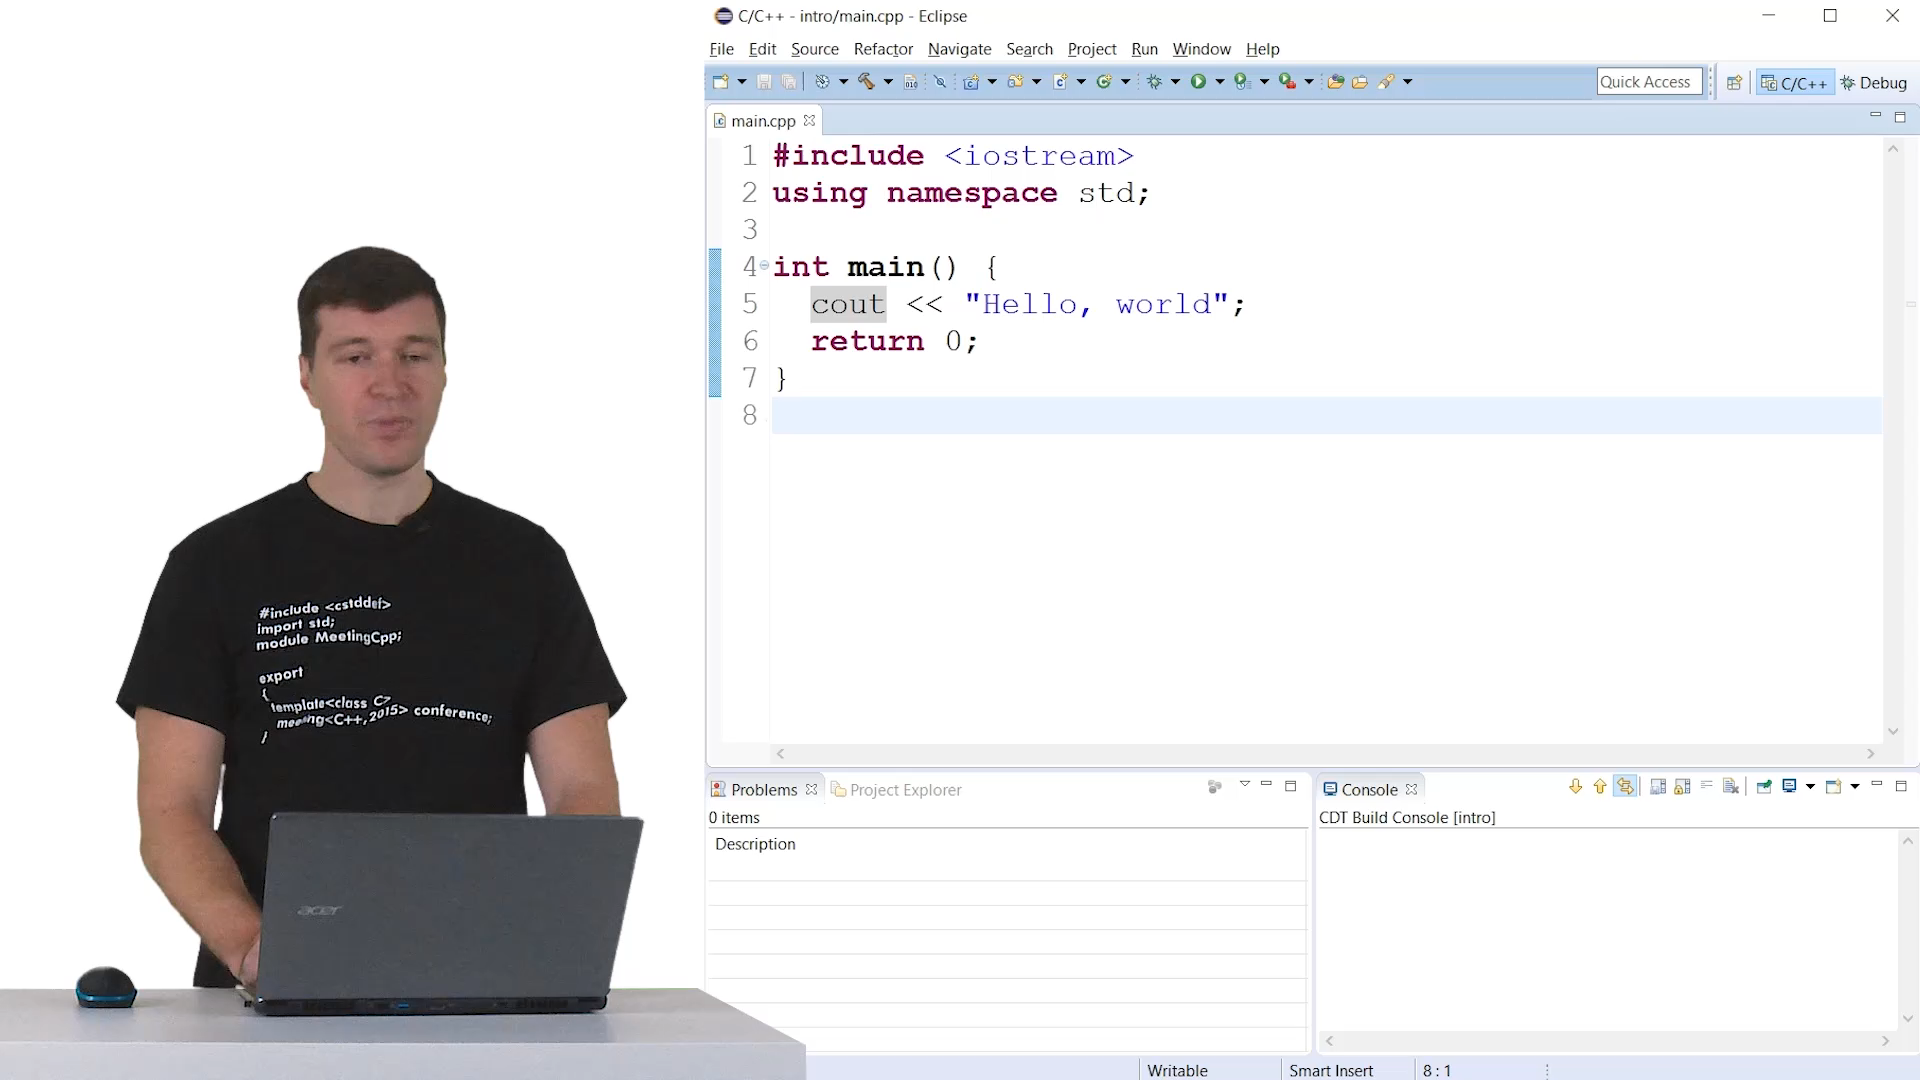 C/C++ - intro/main.cpp - Eclipse
File Edit Source Refactor Navigate Search Project Run Window Help
Quick Access
C/C++
Debug
main.cpp
1 #include <iostream>
2 using namespace std;
3
4 int main() {
5 cout << "Hello, world";
6 return 0;
7 }
8
#include <cstddef>
import std;
module MeetingCpp;
export
{
template<class C>
meeting<C++,2015> conference;
}
acer
Problems
Project Explorer
0 items
Description
Console
CDT Build Console [intro]
Writable
Smart Insert
8 : 1